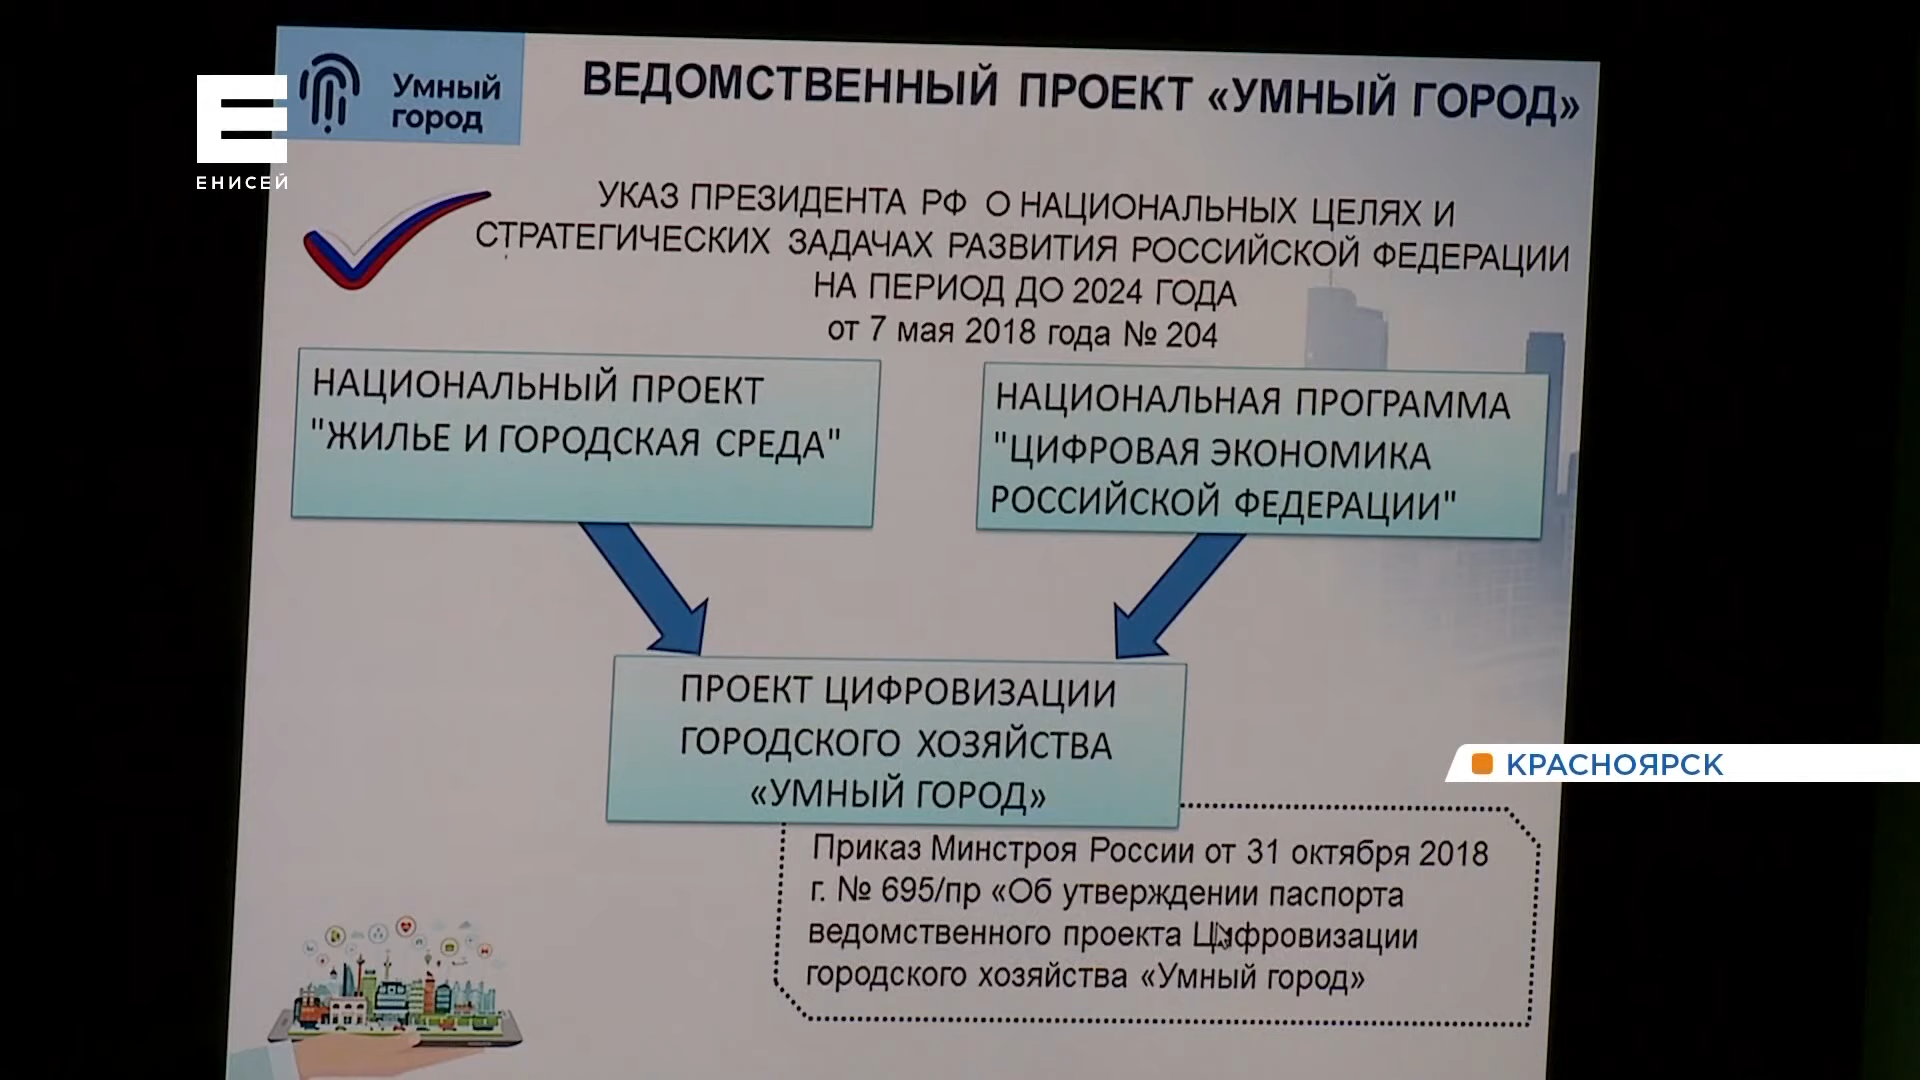 Умный
город
ВЕДОМСТВЕННЫЙ ПРОЕКТ «УМНЫЙ ГОРОД»
ЕНИСЕЙ
УКАЗ ПРЕЗИДЕНТА РФ О НАЦИОНАЛЬНЫХ ЦЕЛЯХ И
СТРАТЕГИЧЕСКИХ ЗАДАЧАХ РАЗВИТИЯ РОССИЙСКОЙ ФЕДЕРАЦИИ
НА ПЕРИОД ДО 2024 ГОДА
от 7 мая 2018 года № 204
НАЦИОНАЛЬНЫЙ ПРОЕКТ
"ЖИЛЬЕ И ГОРОДСКАЯ СРЕДА"
НАЦИОНАЛЬНАЯ ПРОГРАММА
"ЦИФРОВАЯ ЭКОНОМИКА
РОССИЙСКОЙ ФЕДЕРАЦИИ"
ПРОЕКТ ЦИФРОВИЗАЦИИ
ГОРОДСКОГО ХОЗЯЙСТВА
«УМНЫЙ ГОРОД»
КРАСНОЯРСК
Приказ Минстроя России от 31 октября 2018
г. № 695/пр «Об утверждении паспорта
ведомственного проекта Цифровизации
городского хозяйства «Умный город»